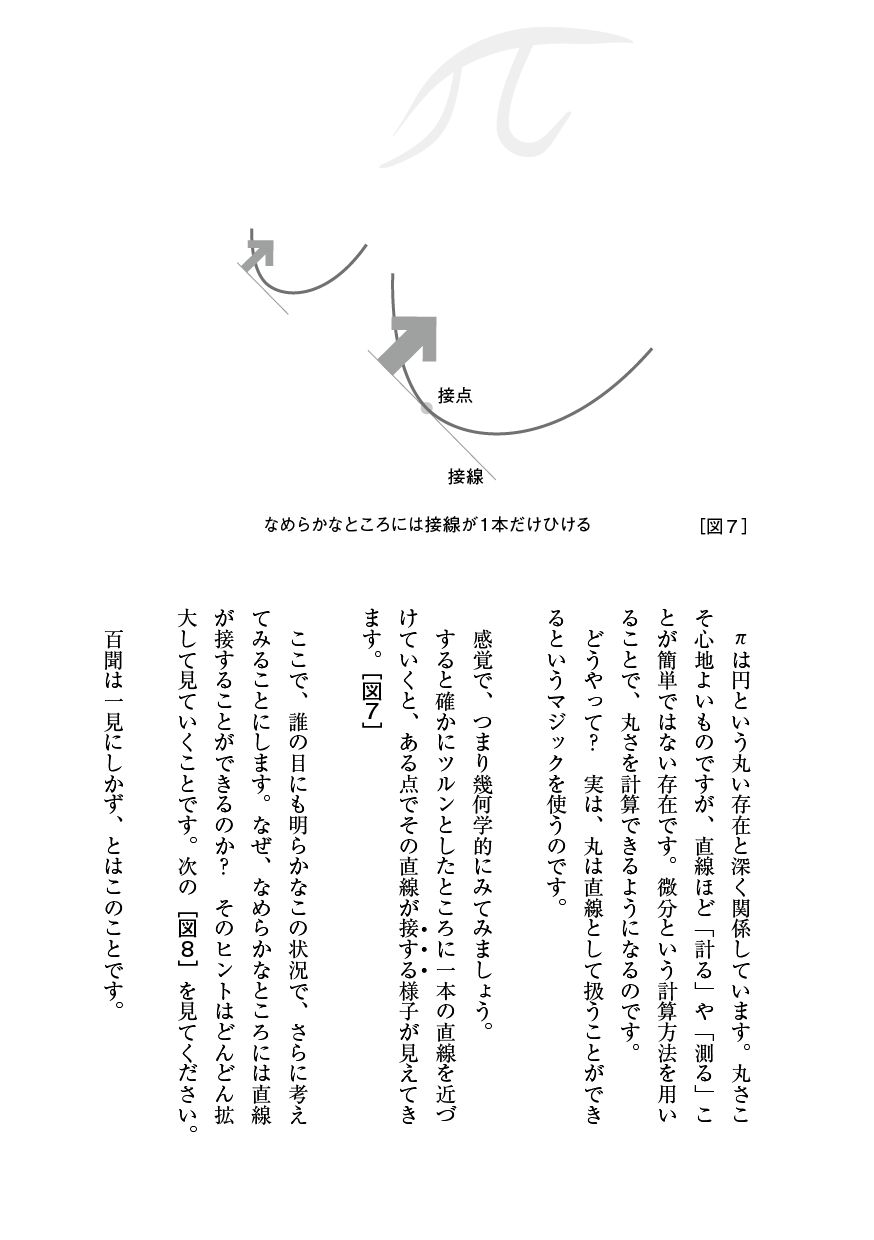 π
接点
接線
なめらかなところには接線が1本だけひける
［図７］
πは円という丸い存在と深く関係しています。丸さこ
そ心地よいものですが、直線ほど「計る」や「測る」こ
とが簡単ではない存在です。微分という計算方法を用い
ることで、丸さを計算できるようになるのです。
どうやって？　実は、丸は直線として扱うことができ
るというマジックを使うのです。
感覚で、つまり幾何学的にみてみましょう。
すると確かにツルンとしたところに一本の直線を近づ
けていくと、ある点でその直線が接する様子が見えてき
ます。［図７］
ここで、誰の目にも明らかなこの状況で、さらに考え
てみることにします。なぜ、なめらかなところには直線
が接することができるのか？　そのヒントはどんどん拡
大して見ていくことです。次の［図８］を見てください。
百聞は一見にしかず、とはこのことです。